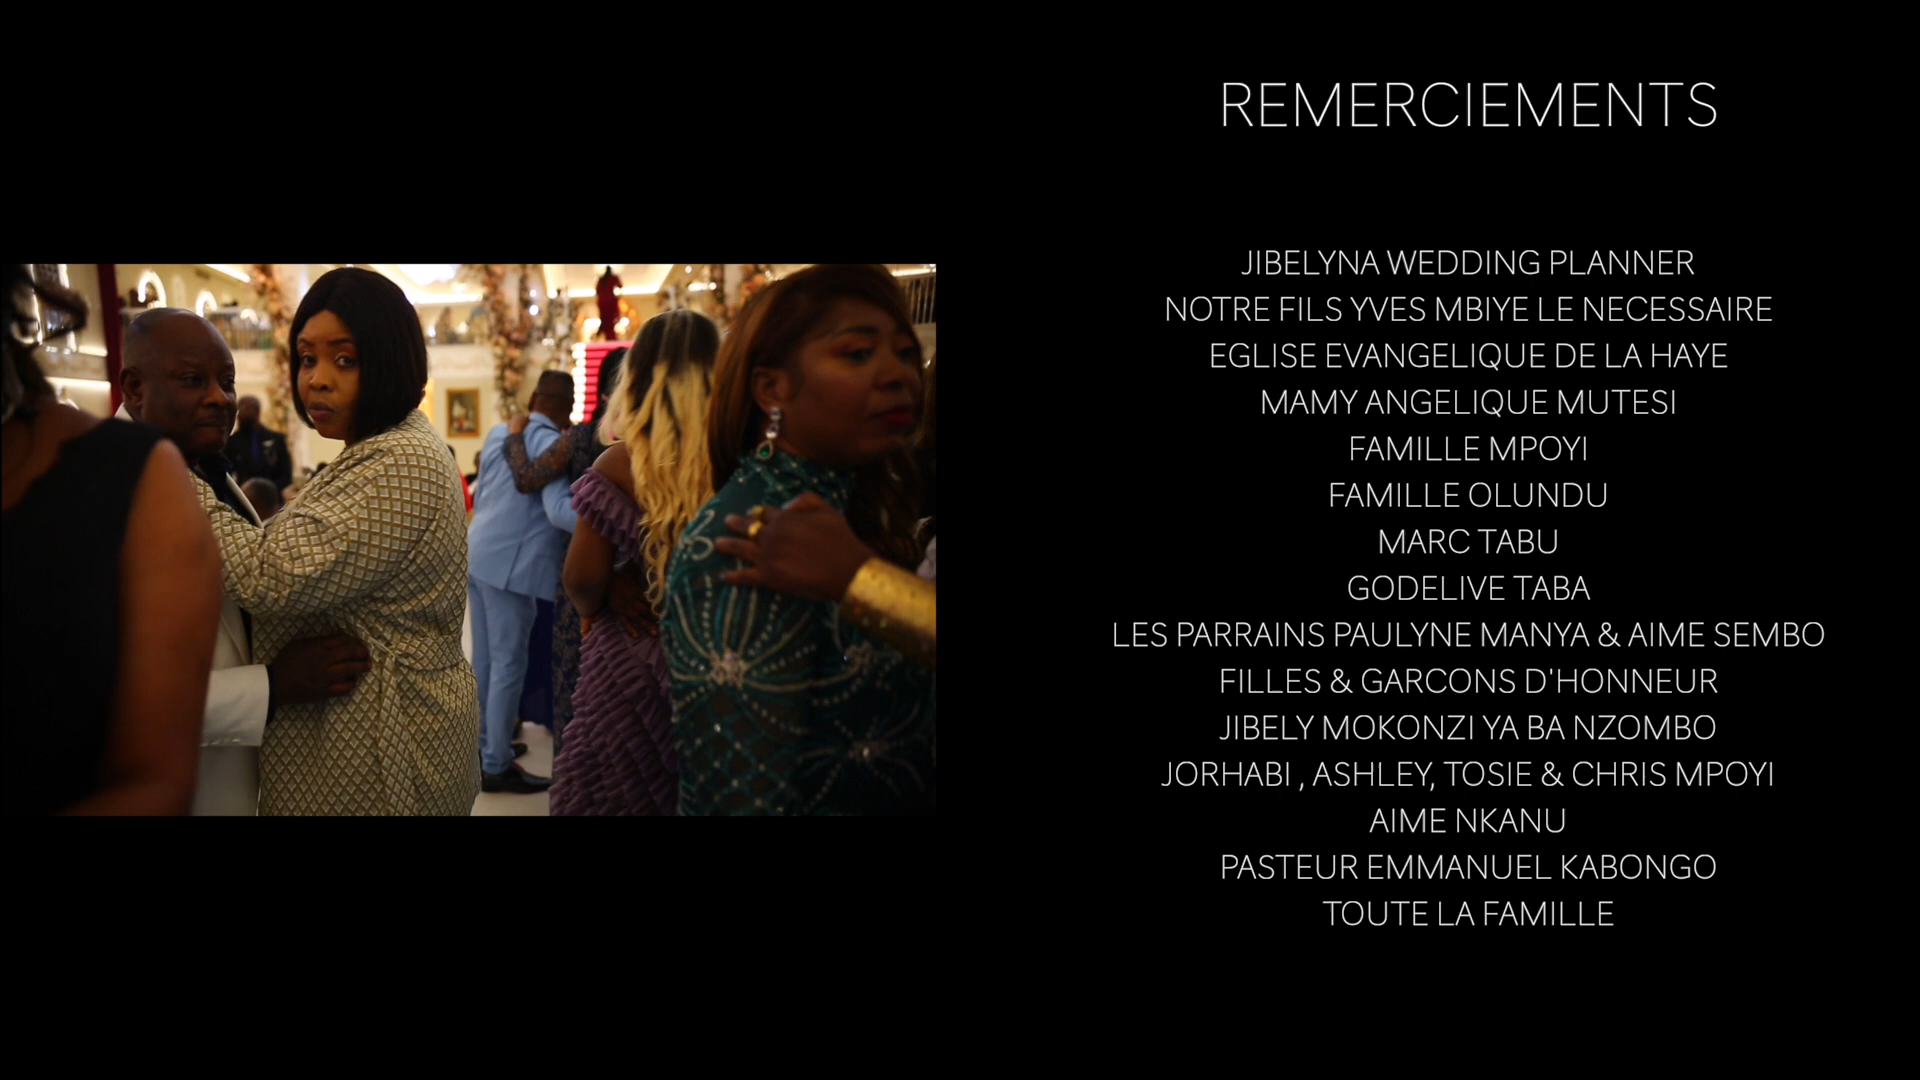 REMERCIEMENTS
JIBELYNA WEDDING PLANNER
NOTRE FILS YVES MBIYE LE NECESSAIRE
EGLISE EVANGELIQUE DE LA HAYE
MAMY ANGELIQUE MUTESI
FAMILLE MPOYI
FAMILLE OLUNDU
MARC TABU
GODELIVE TABA
LES PARRAINS PAULYNE MANYA & AIME SEMBO
FILLES & GARCONS D'HONNEUR
JIBELY MOKONZI YA BA NZOMBO
JORHABI , ASHLEY, TOSIE & CHRIS MPOYI
AIME NKANU
PASTEUR EMMANUEL KABONGO
TOUTE LA FAMILLE